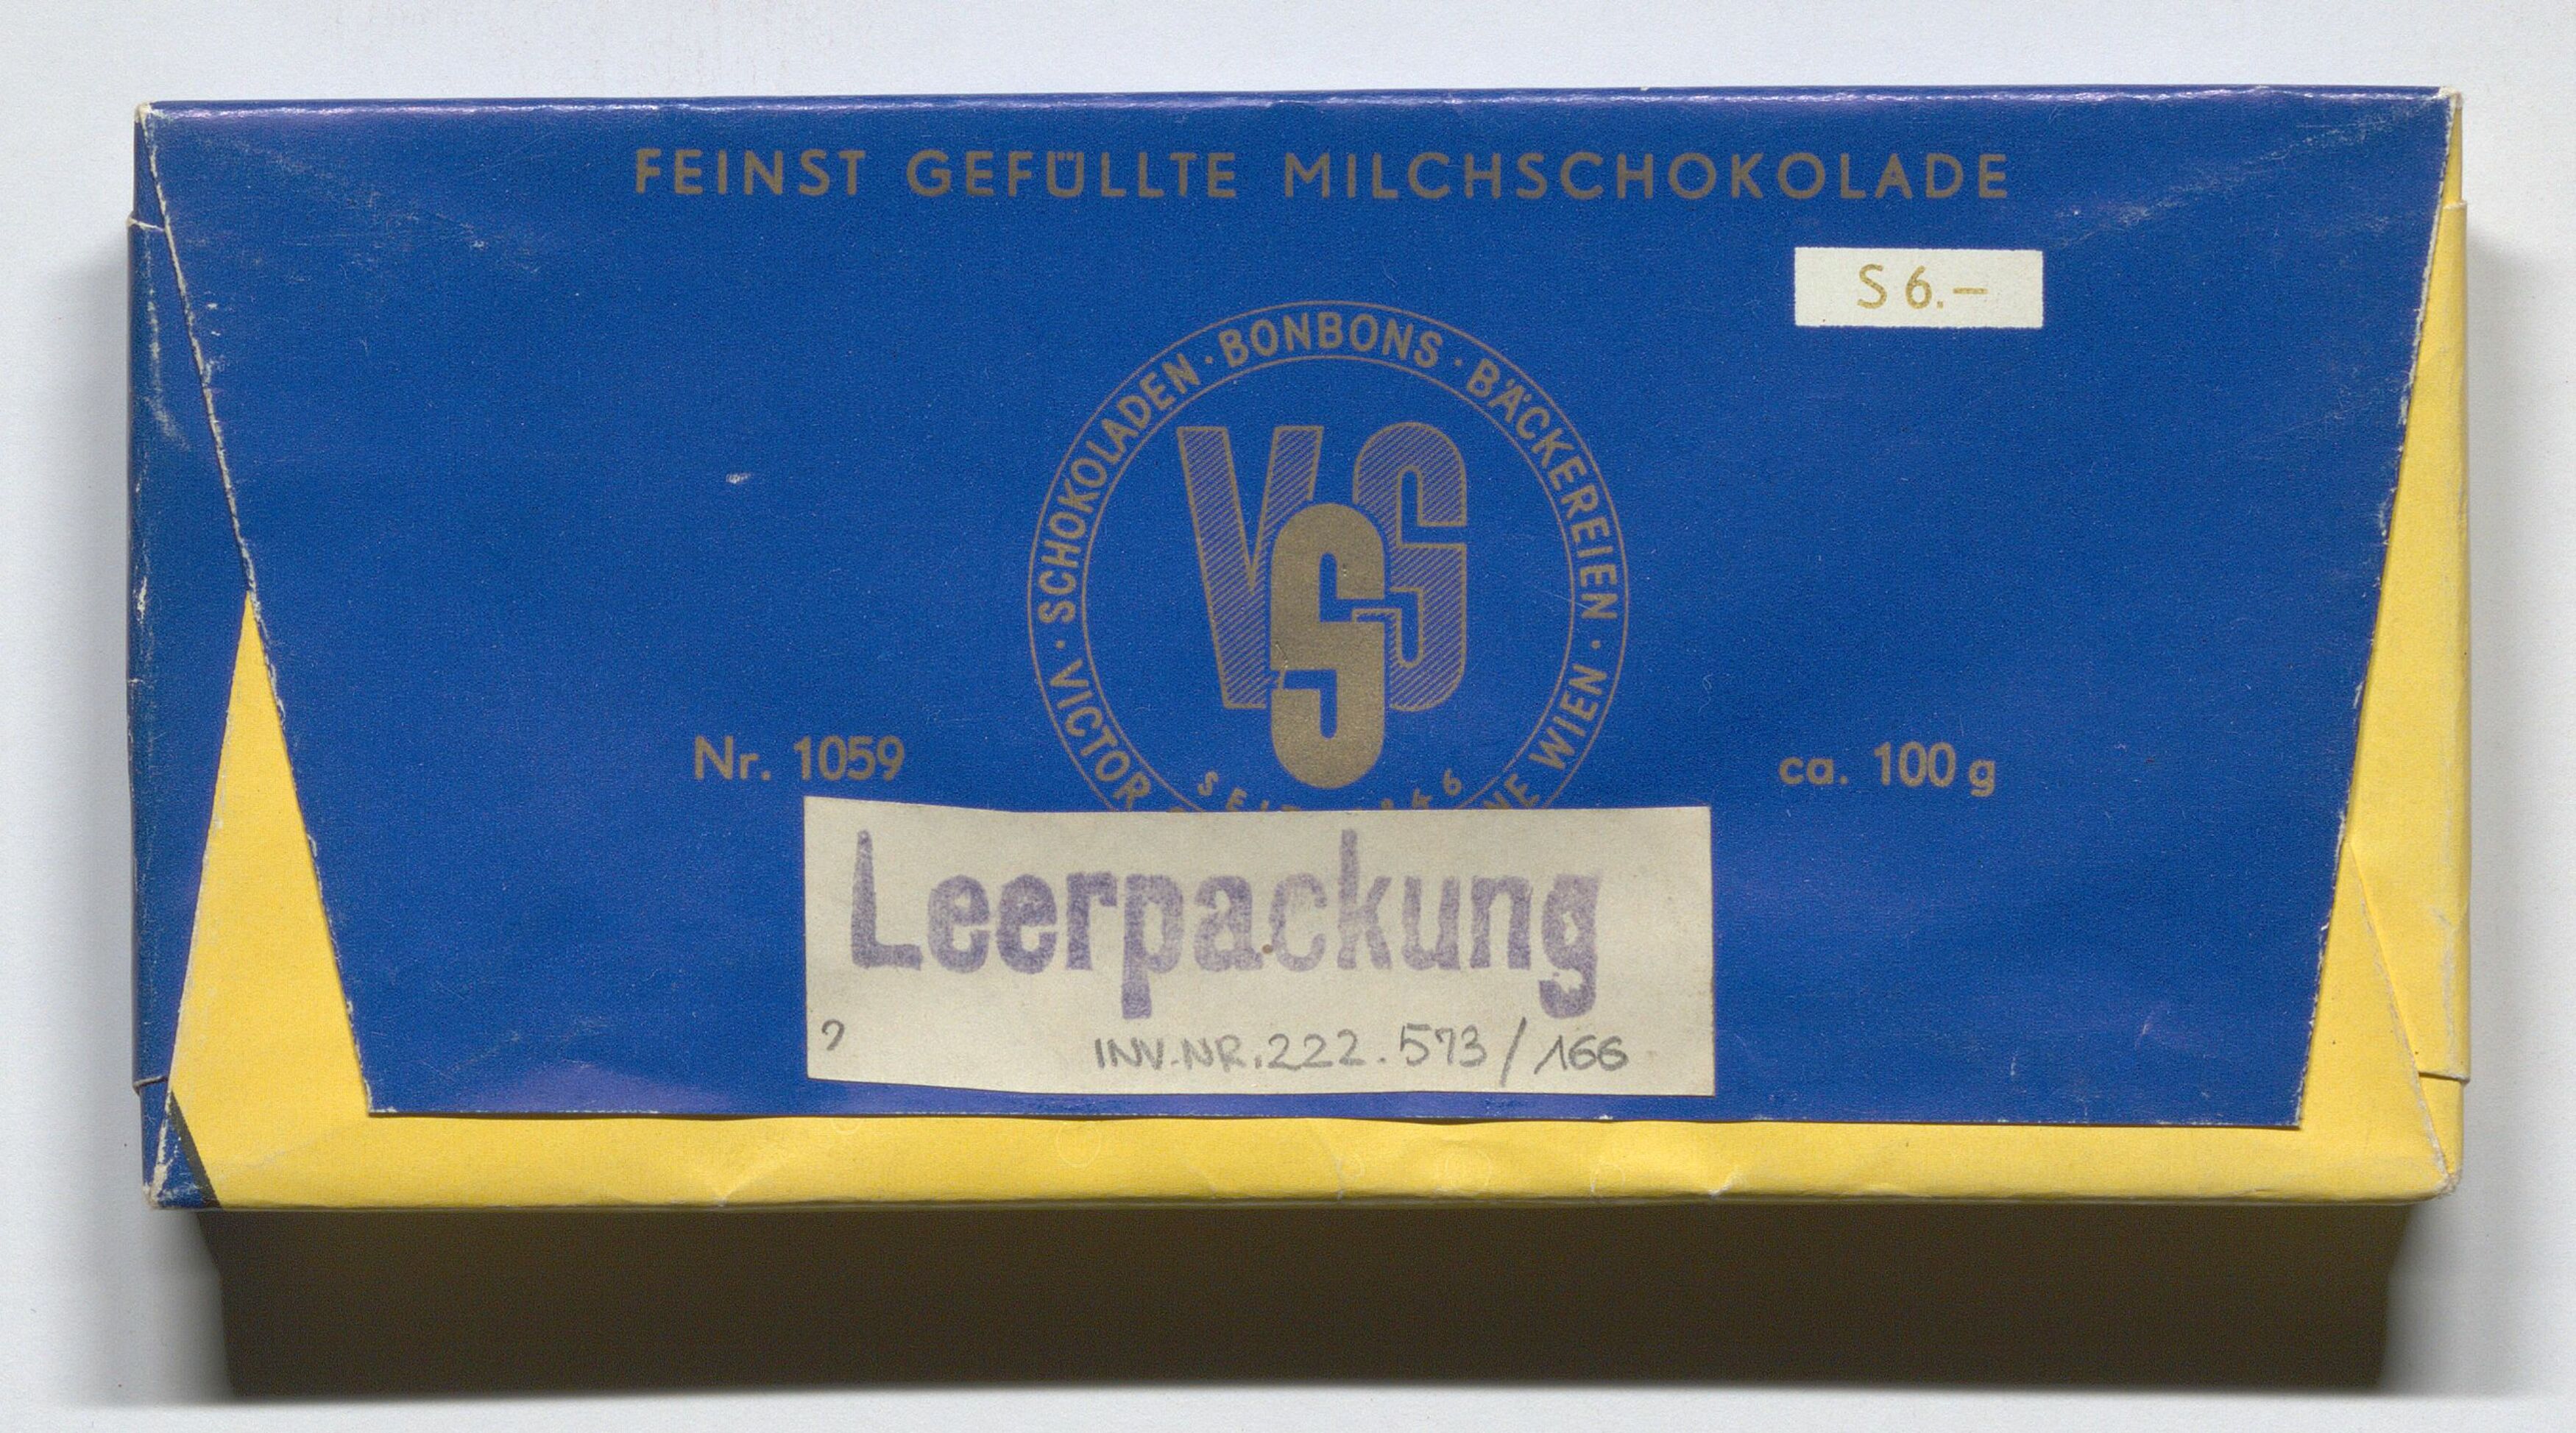 FEINST GEFÜLLTE MILCHSCHOKOLADE
S 6.–
· SCHOKOLADEN · BONBONS · BÄCKEREIEN ·
VSS
VICTOR
WIEN
Nr. 1059
ca. 100 g
Leerpackung
?
INV.NR. 222.573/166